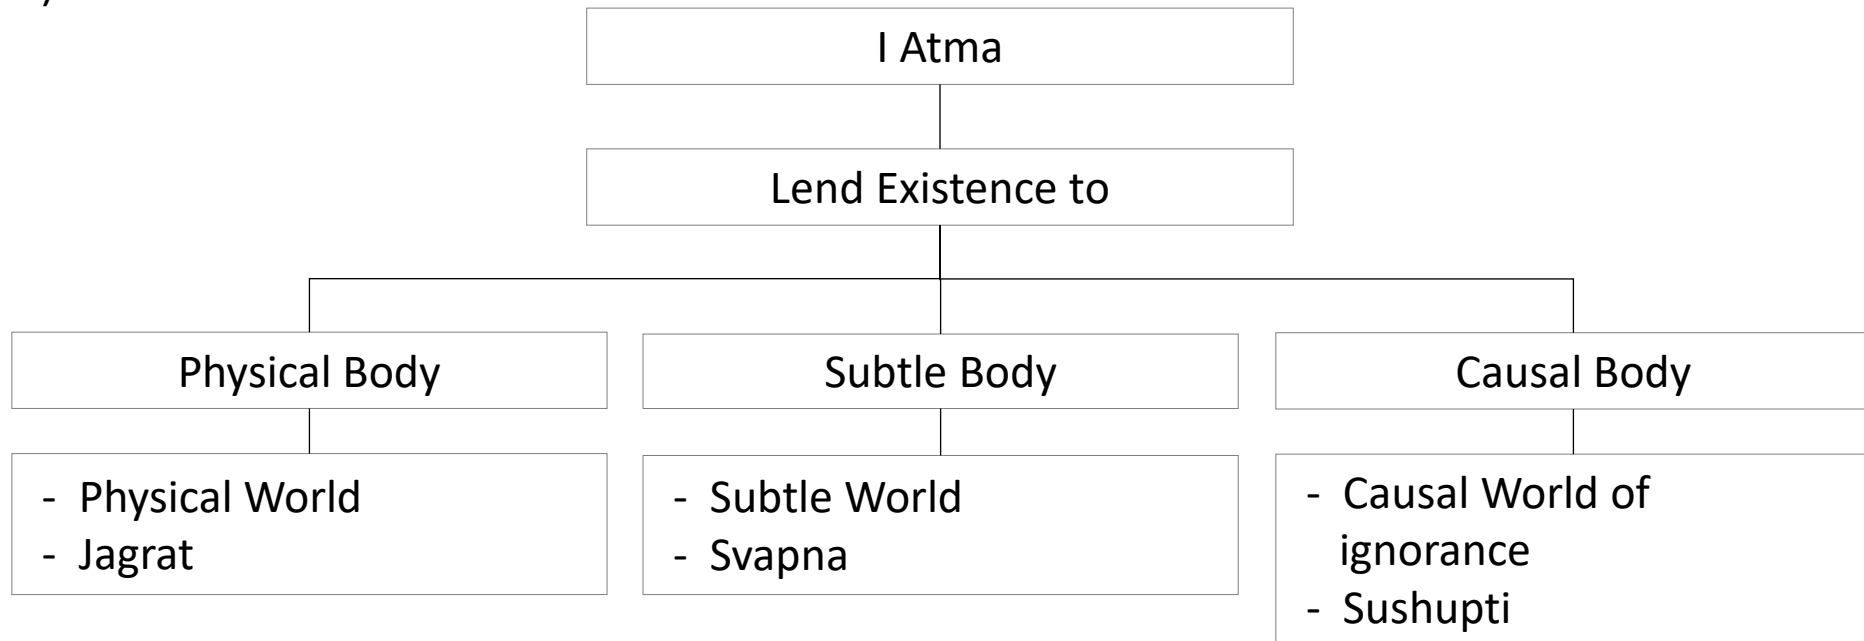 I Atma
Lend Existence to
Physical Body
Subtle Body
Causal Body
- Physical World
- Jagrat
- Subtle World
- Svapna
- Causal World of
ignorance
- Sushupti